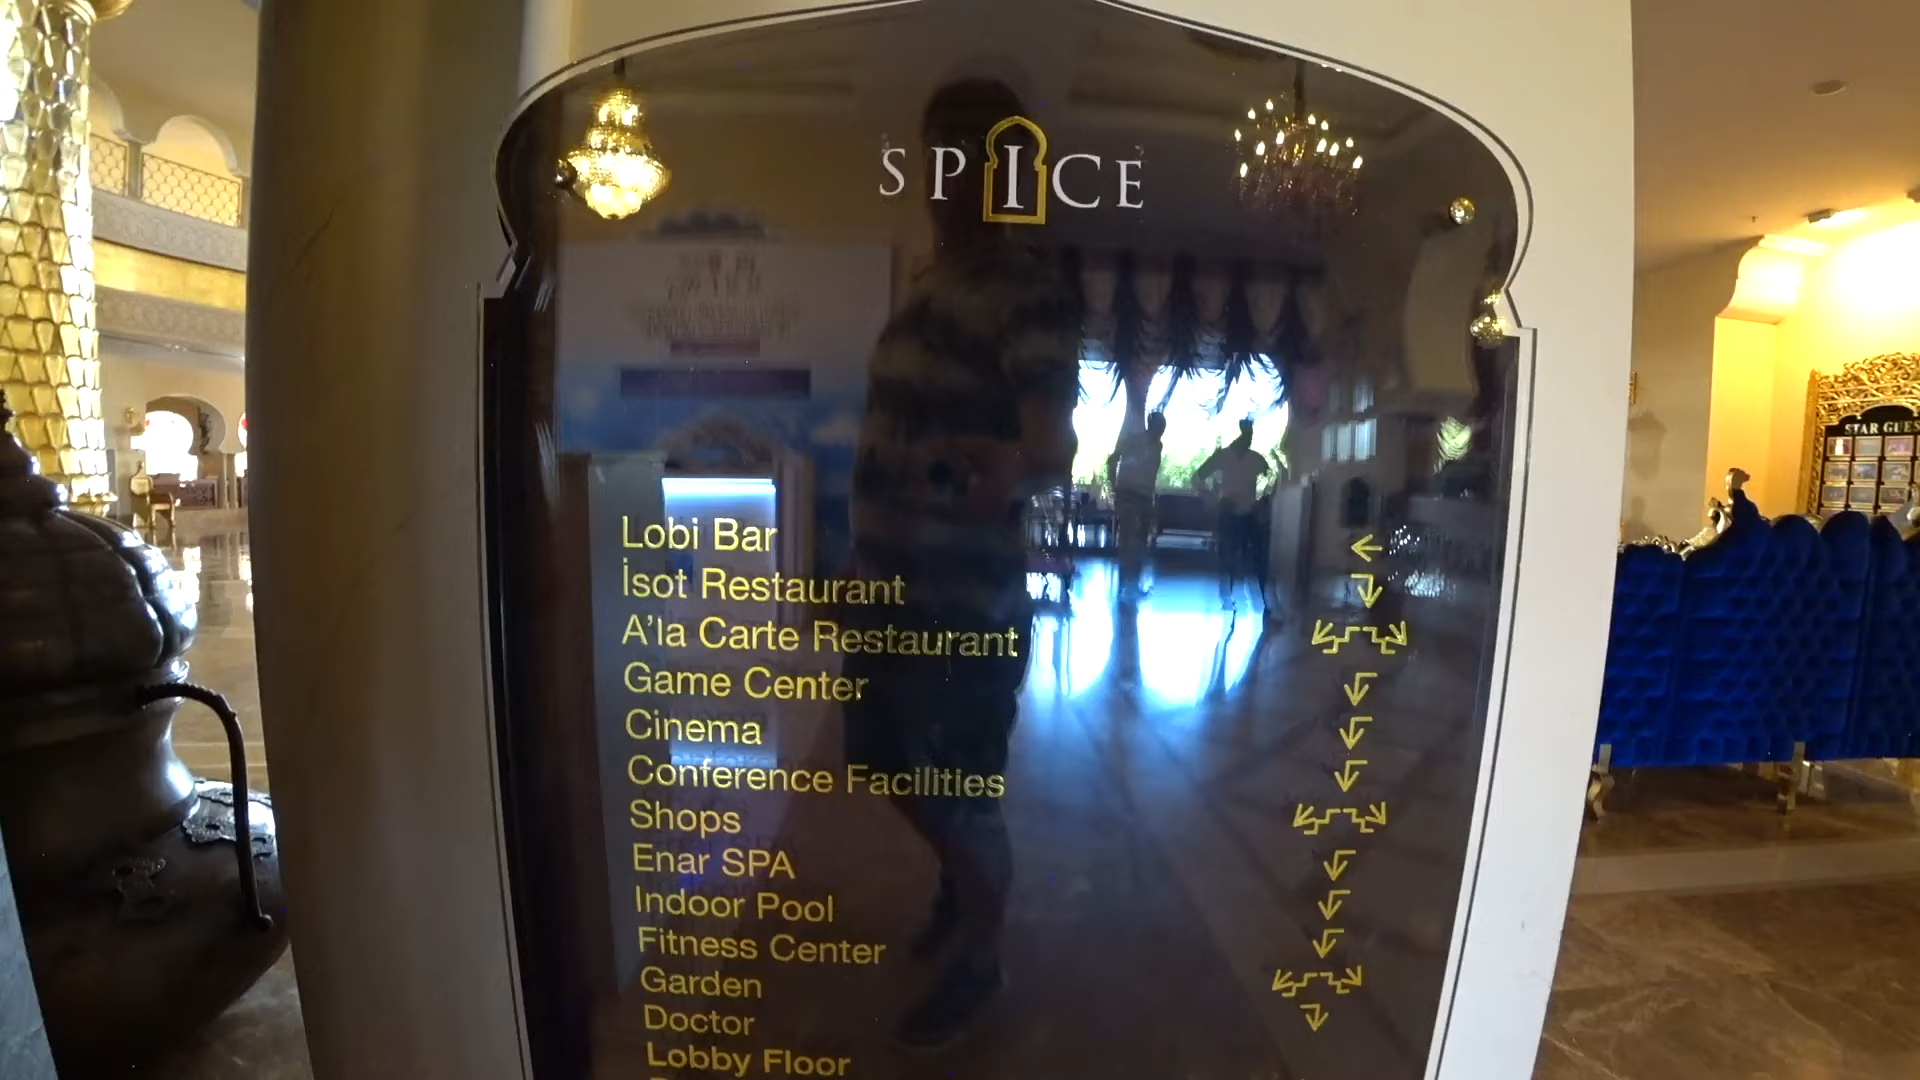 SPICE
Lobi Bar
İsot Restaurant
A'la Carte Restaurant
Game Center
Cinema
Conference Facilities
Shops
Enar SPA
Indoor Pool
Fitness Center
Garden
Doctor
Lobby Floor
STAR GUES